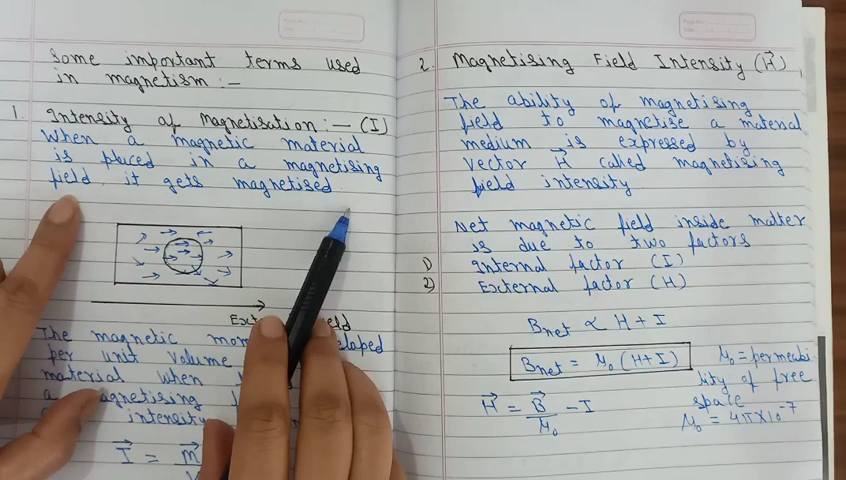 Some important terms used
in magnetism :-
1. Intensity of Magnetisation :- (I)
When a magnetic material
is placed in a magnetising
field, it gets magnetised.
The magnetic
per unit volume
material when
a magnetising
intensity
I⃗ = m⃗
2. Magnetising Field Intensity (H⃗)
The ability of magnetising
field to magnetise a material
medium is expressed by
vector H⃗ called magnetising
field intensity
Net magnetic field inside matter
is due to two factors
1) Internal factor (I)
2) External factor (H)
Bnet ∝ H + I
Bnet = μ₀ (H+I)
μ₀ = permeabi-
lity of free
space
μ₀ = 4π×10⁻⁷
H⃗ = B⃗/μ₀ - I